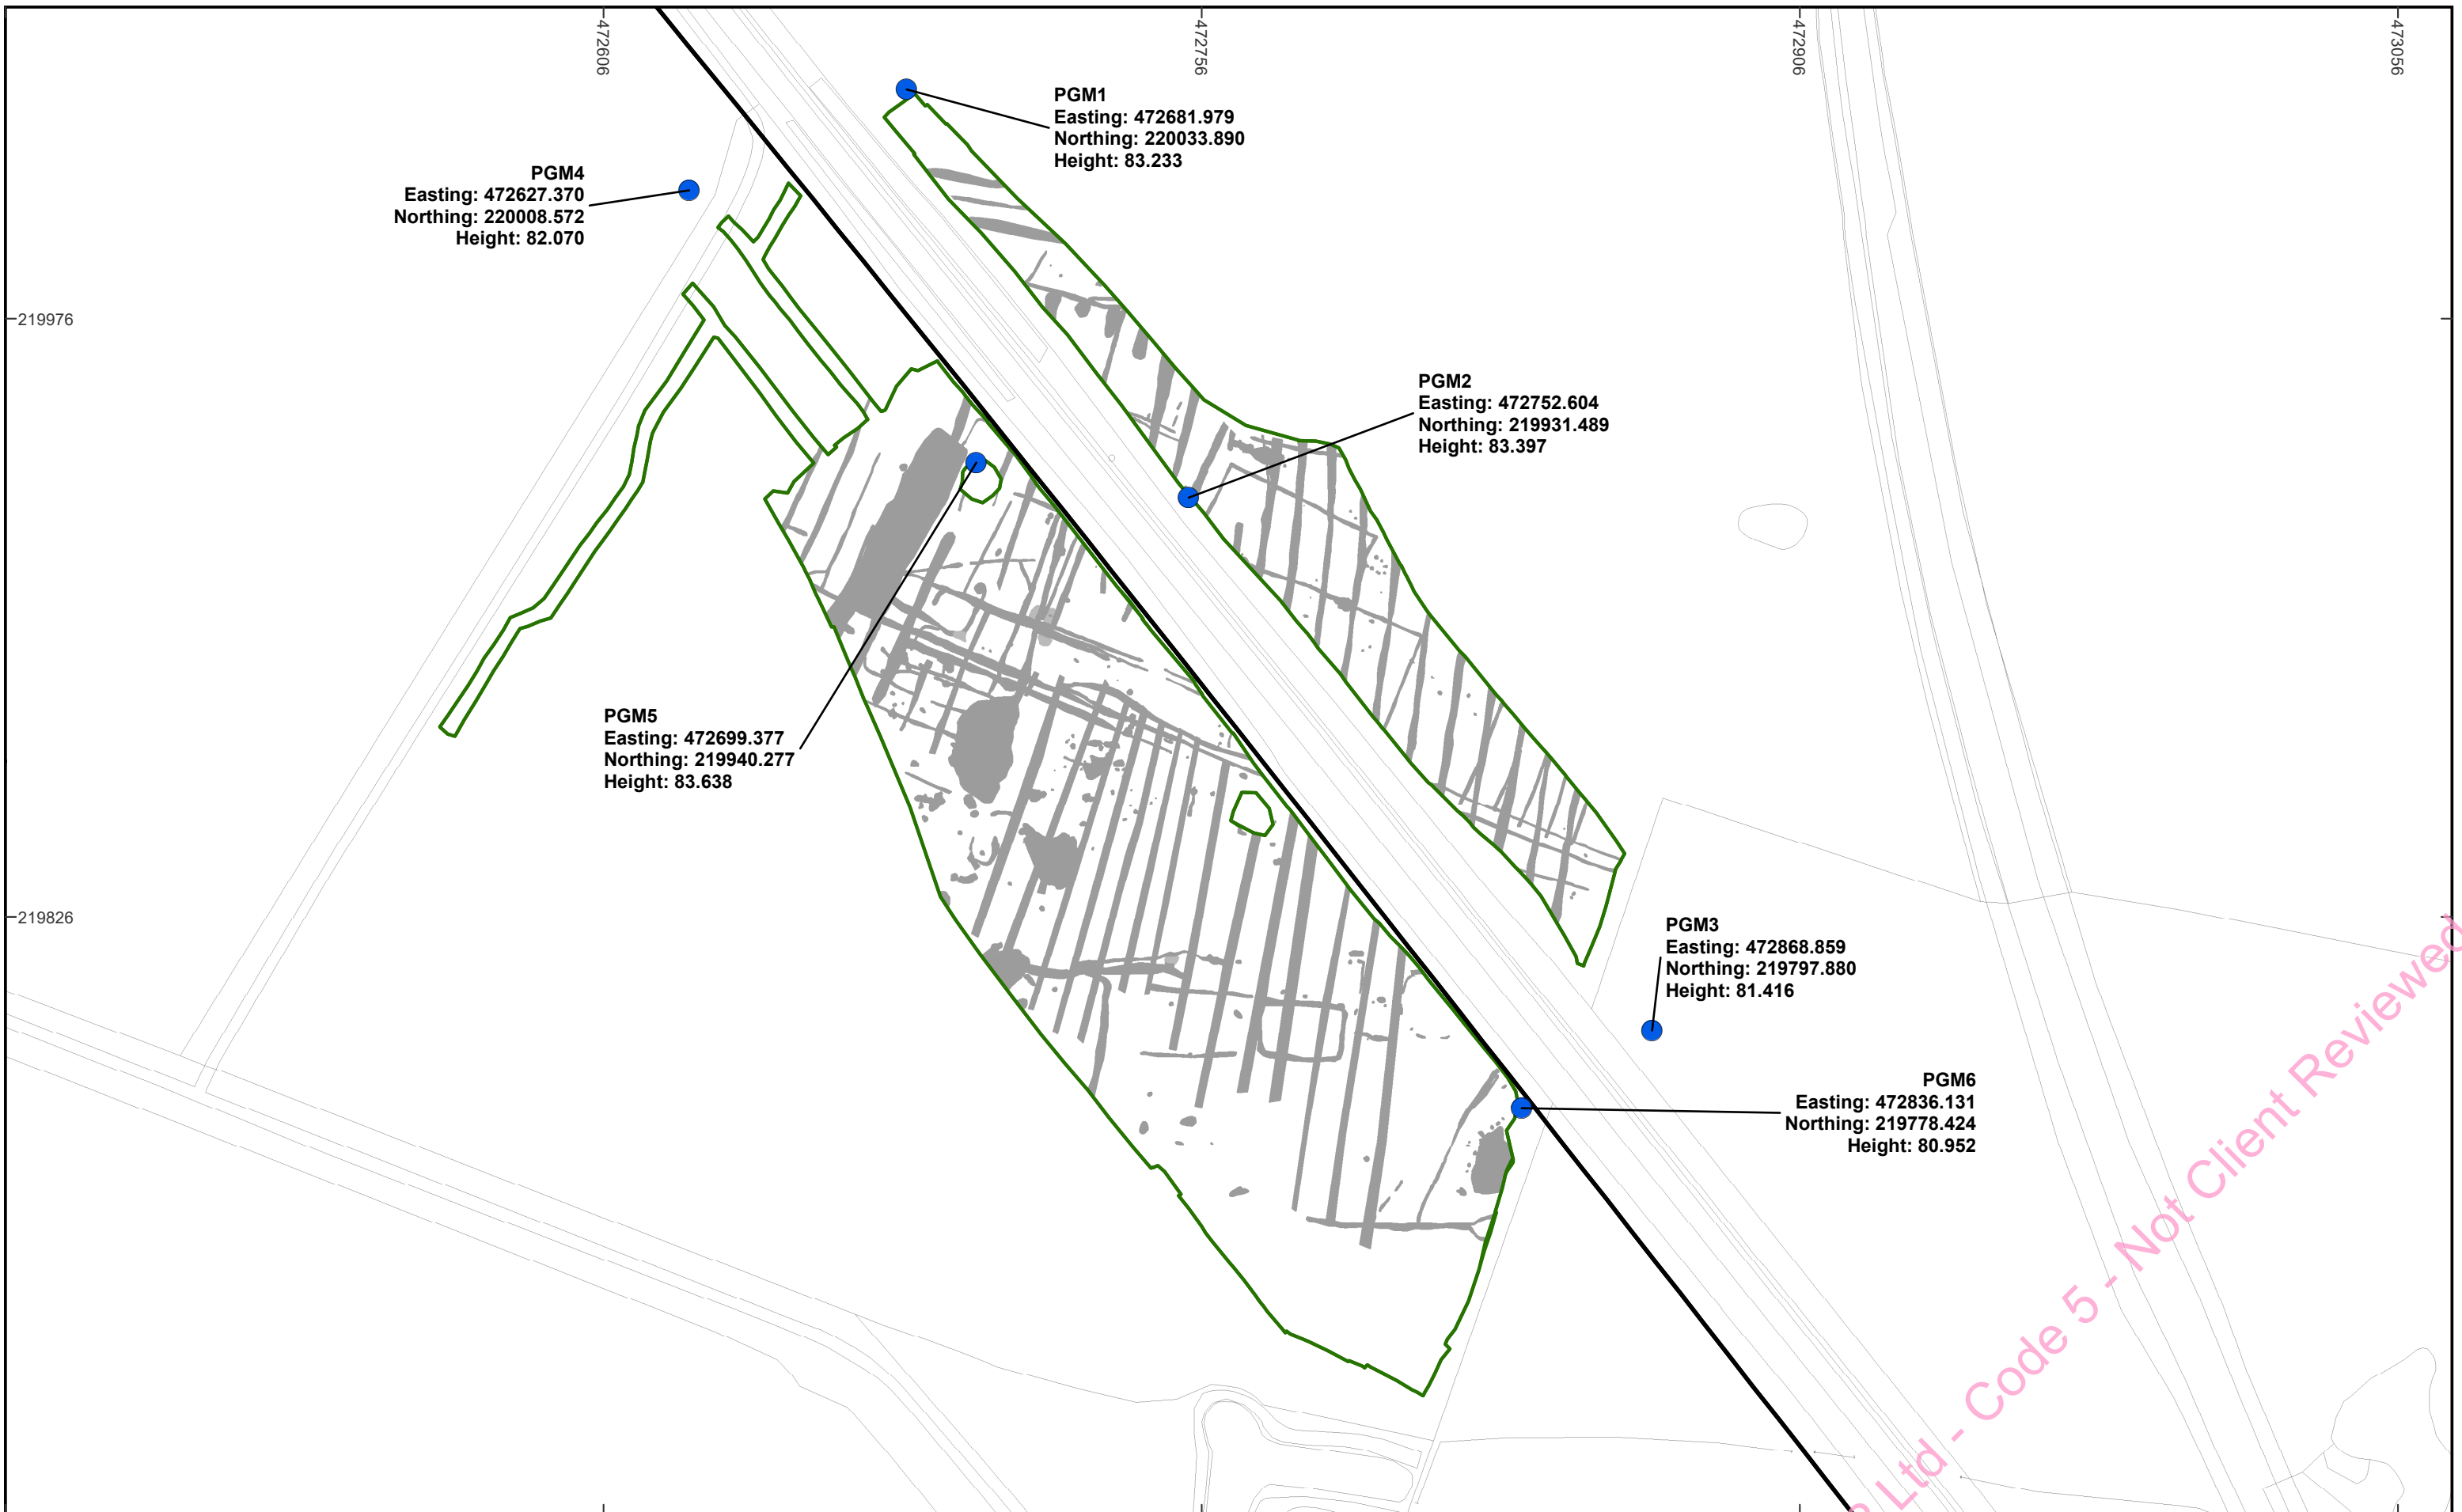 472606
472756
472906
473056
PGM1
Easting: 472681.979
Northing: 220033.890
Height: 83.233
PGM4
Easting: 472627.370
Northing: 220008.572
Height: 82.070
219976
PGM2
Easting: 472752.604
Northing: 219931.489
Height: 83.397
PGM5
Easting: 472699.377
Northing: 219940.277
Height: 83.638
219826
PGM3
Easting: 472868.859
Northing: 219797.880
Height: 81.416
PGM6
Easting: 472836.131
Northing: 219778.424
Height: 80.952
Ltd - Code 5 - Not Client Reviewed